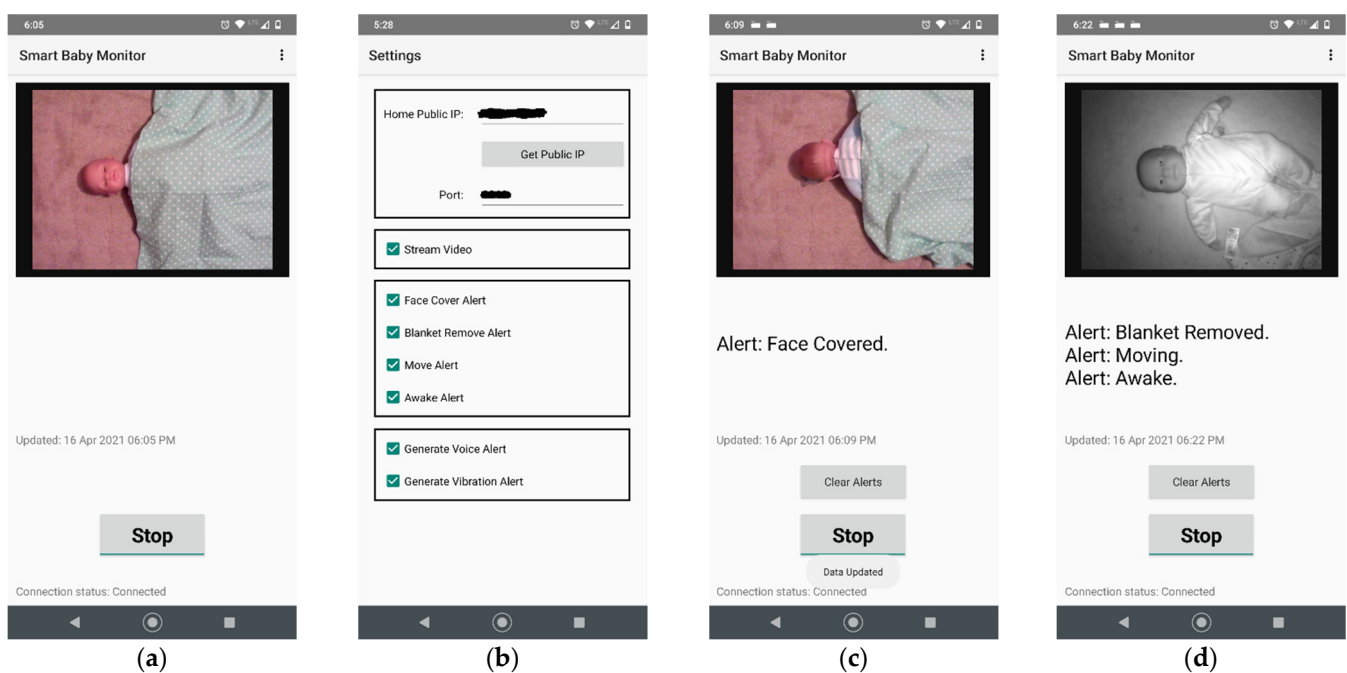 6:05
LTE
Smart Baby Monitor
Updated: 16 Apr 2021 06:05 PM
Stop
Connection status: Connected
(a)
5:28
LTE
Settings
Home Public IP:
Get Public IP
Port:
Stream Video
Face Cover Alert
Blanket Remove Alert
Move Alert
Awake Alert
Generate Voice Alert
Generate Vibration Alert
(b)
6:09
LTE
Smart Baby Monitor
Alert: Face Covered.
Updated: 16 Apr 2021 06:09 PM
Clear Alerts
Stop
Data Updated
Connection status: Connected
(c)
6:22
LTE
Smart Baby Monitor
Alert: Blanket Removed.
Alert: Moving.
Alert: Awake.
Updated: 16 Apr 2021 06:22 PM
Clear Alerts
Stop
Connection status: Connected
(d)